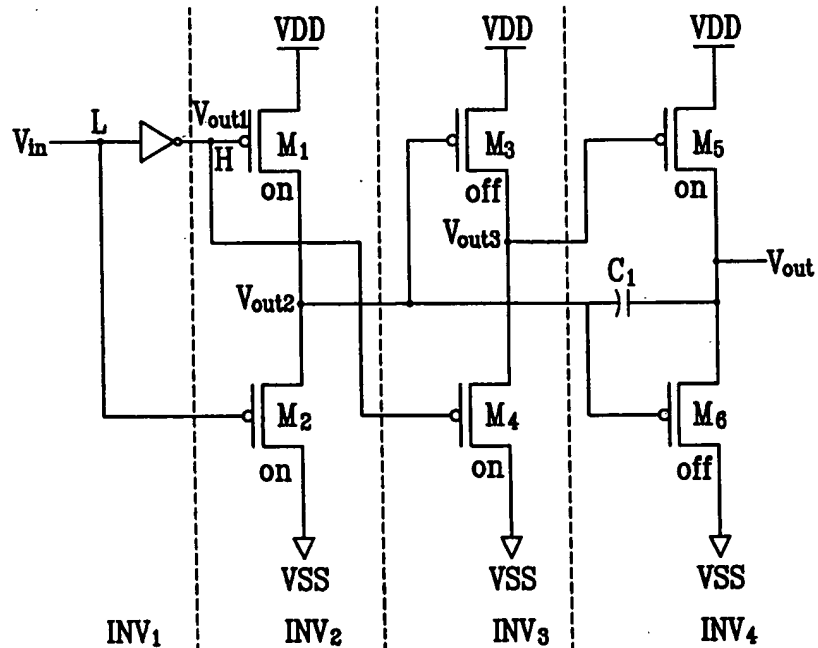 VDD VDD VDD
L Vout1
Vin H M1 M3 M5
on off on
Vout3
C1 Vout
Vout2
M2 M4 M6
on on off
VSS VSS VSS
INV1 INV2 INV3 INV4